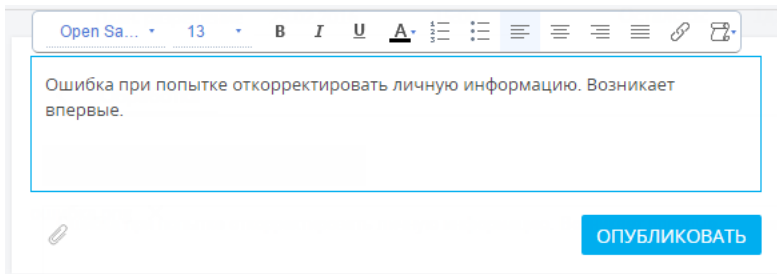 Open Sa... 13 B I U A
Ошибка при попытке откорректировать личную информацию. Возникает
впервые.
ОПУБЛИКОВАТЬ